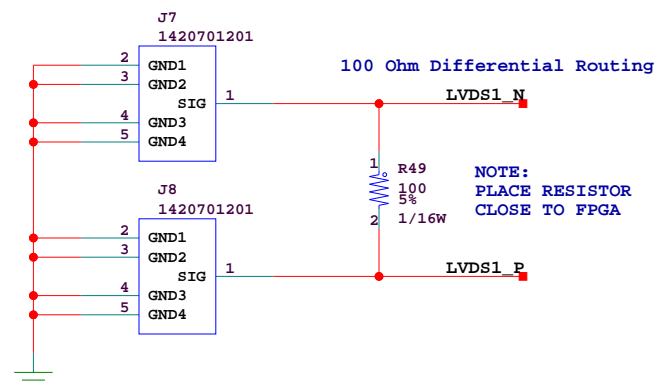 J7
1420701201
2 GND1
3 GND2
SIG 1
4 GND3
5 GND4
100 Ohm Differential Routing
LVDS1_N
1 R49
100
5%
2 1/16W
NOTE:
PLACE RESISTOR
CLOSE TO FPGA
J8
1420701201
2 GND1
3 GND2
SIG 1
4 GND3
5 GND4
LVDS1_P